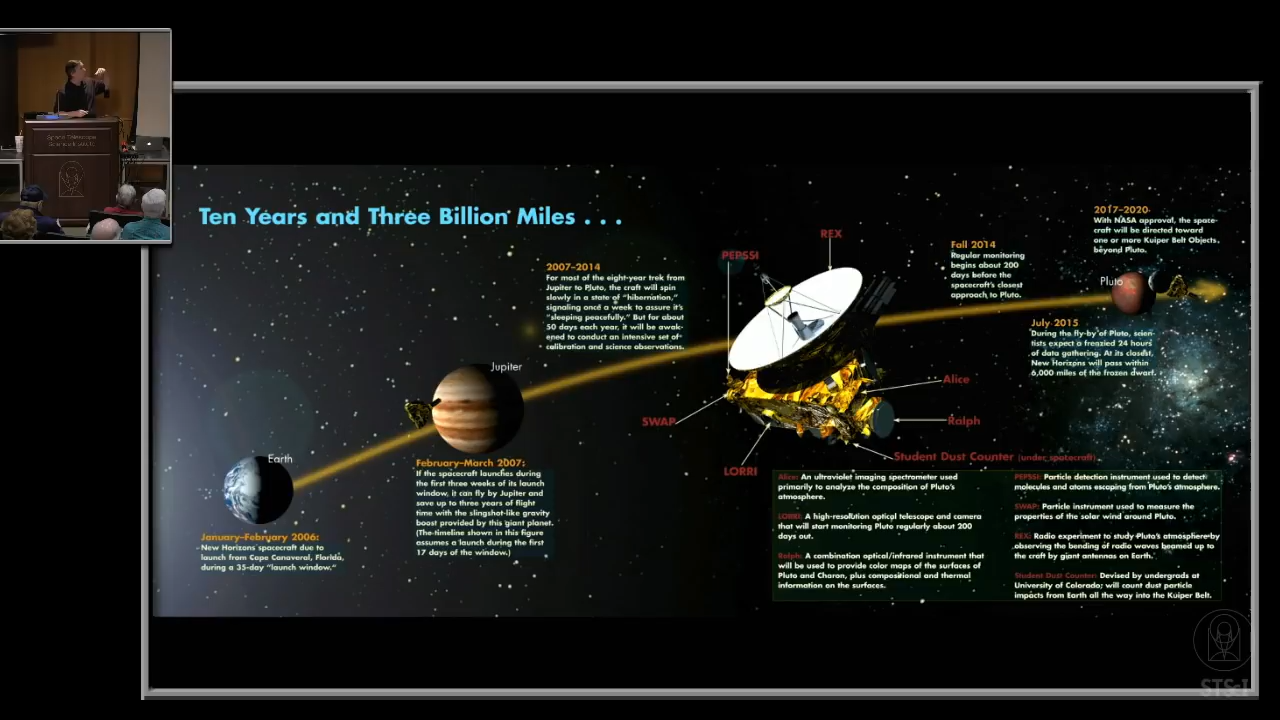 Space Telescope
Science Institute
Ten Years and Three Billion Miles . . .
2007–2014
For most of the eight-year trek from
Jupiter to Pluto, the craft will spin
slowly in a state of “hibernation,”
signaling once a week to assure it’s
“sleeping peacefully.” But for about
50 days each year, it will be awak-
ened to conduct an intensive set of
calibration and science observations.
PEPSSI
REX
Fall 2014
Regular monitoring
begins about 200
days before the
spacecraft’s closest
approach to Pluto.
2017–2020
With NASA approval, the space-
craft will be directed toward
one or more Kuiper Belt Objects
beyond Pluto.
Pluto
July 2015
During the fly-by of Pluto, scien-
tists expect a frenzied 24 hours
of data gathering. At its closest,
New Horizons will pass within
6,000 miles of the frozen dwarf.
Jupiter
Alice
SWAP
Ralph
LORRI
Student Dust Counter (under spacecraft)
Earth
January–February 2006:
New Horizons spacecraft due to
launch from Cape Canaveral, Florida,
during a 35-day “launch window.”
February–March 2007:
If the spacecraft launches during
the first three weeks of its launch
window, it can fly by Jupiter and
save up to three years of flight
time with the slingshot-like gravity
boost provided by this giant planet.
(The timeline shown in this figure
assumes a launch during the first
17 days of the window.)
Alice: An ultraviolet imaging spectrometer used
primarily to analyze the composition of Pluto’s
atmosphere.
LORRI: A high-resolution optical telescope and camera
that will start monitoring Pluto regularly about 200
days out.
Ralph: A combination optical/infrared instrument that
will be used to provide color maps of the surfaces of
Pluto and Charon, plus compositional and thermal
information on the surfaces.
PEPSSI: Particle detection instrument used to detect
molecules and atoms escaping from Pluto’s atmosphere.
SWAP: Particle instrument used to measure the
properties of the solar wind around Pluto.
REX: Radio experiment to study Pluto’s atmosphere by
observing the bending of radio waves beamed up to
the craft by giant antennas on Earth.
Student Dust Counter: Devised by undergrads at
University of Colorado; will count dust particle
impacts from Earth all the way into the Kuiper Belt.
STScI